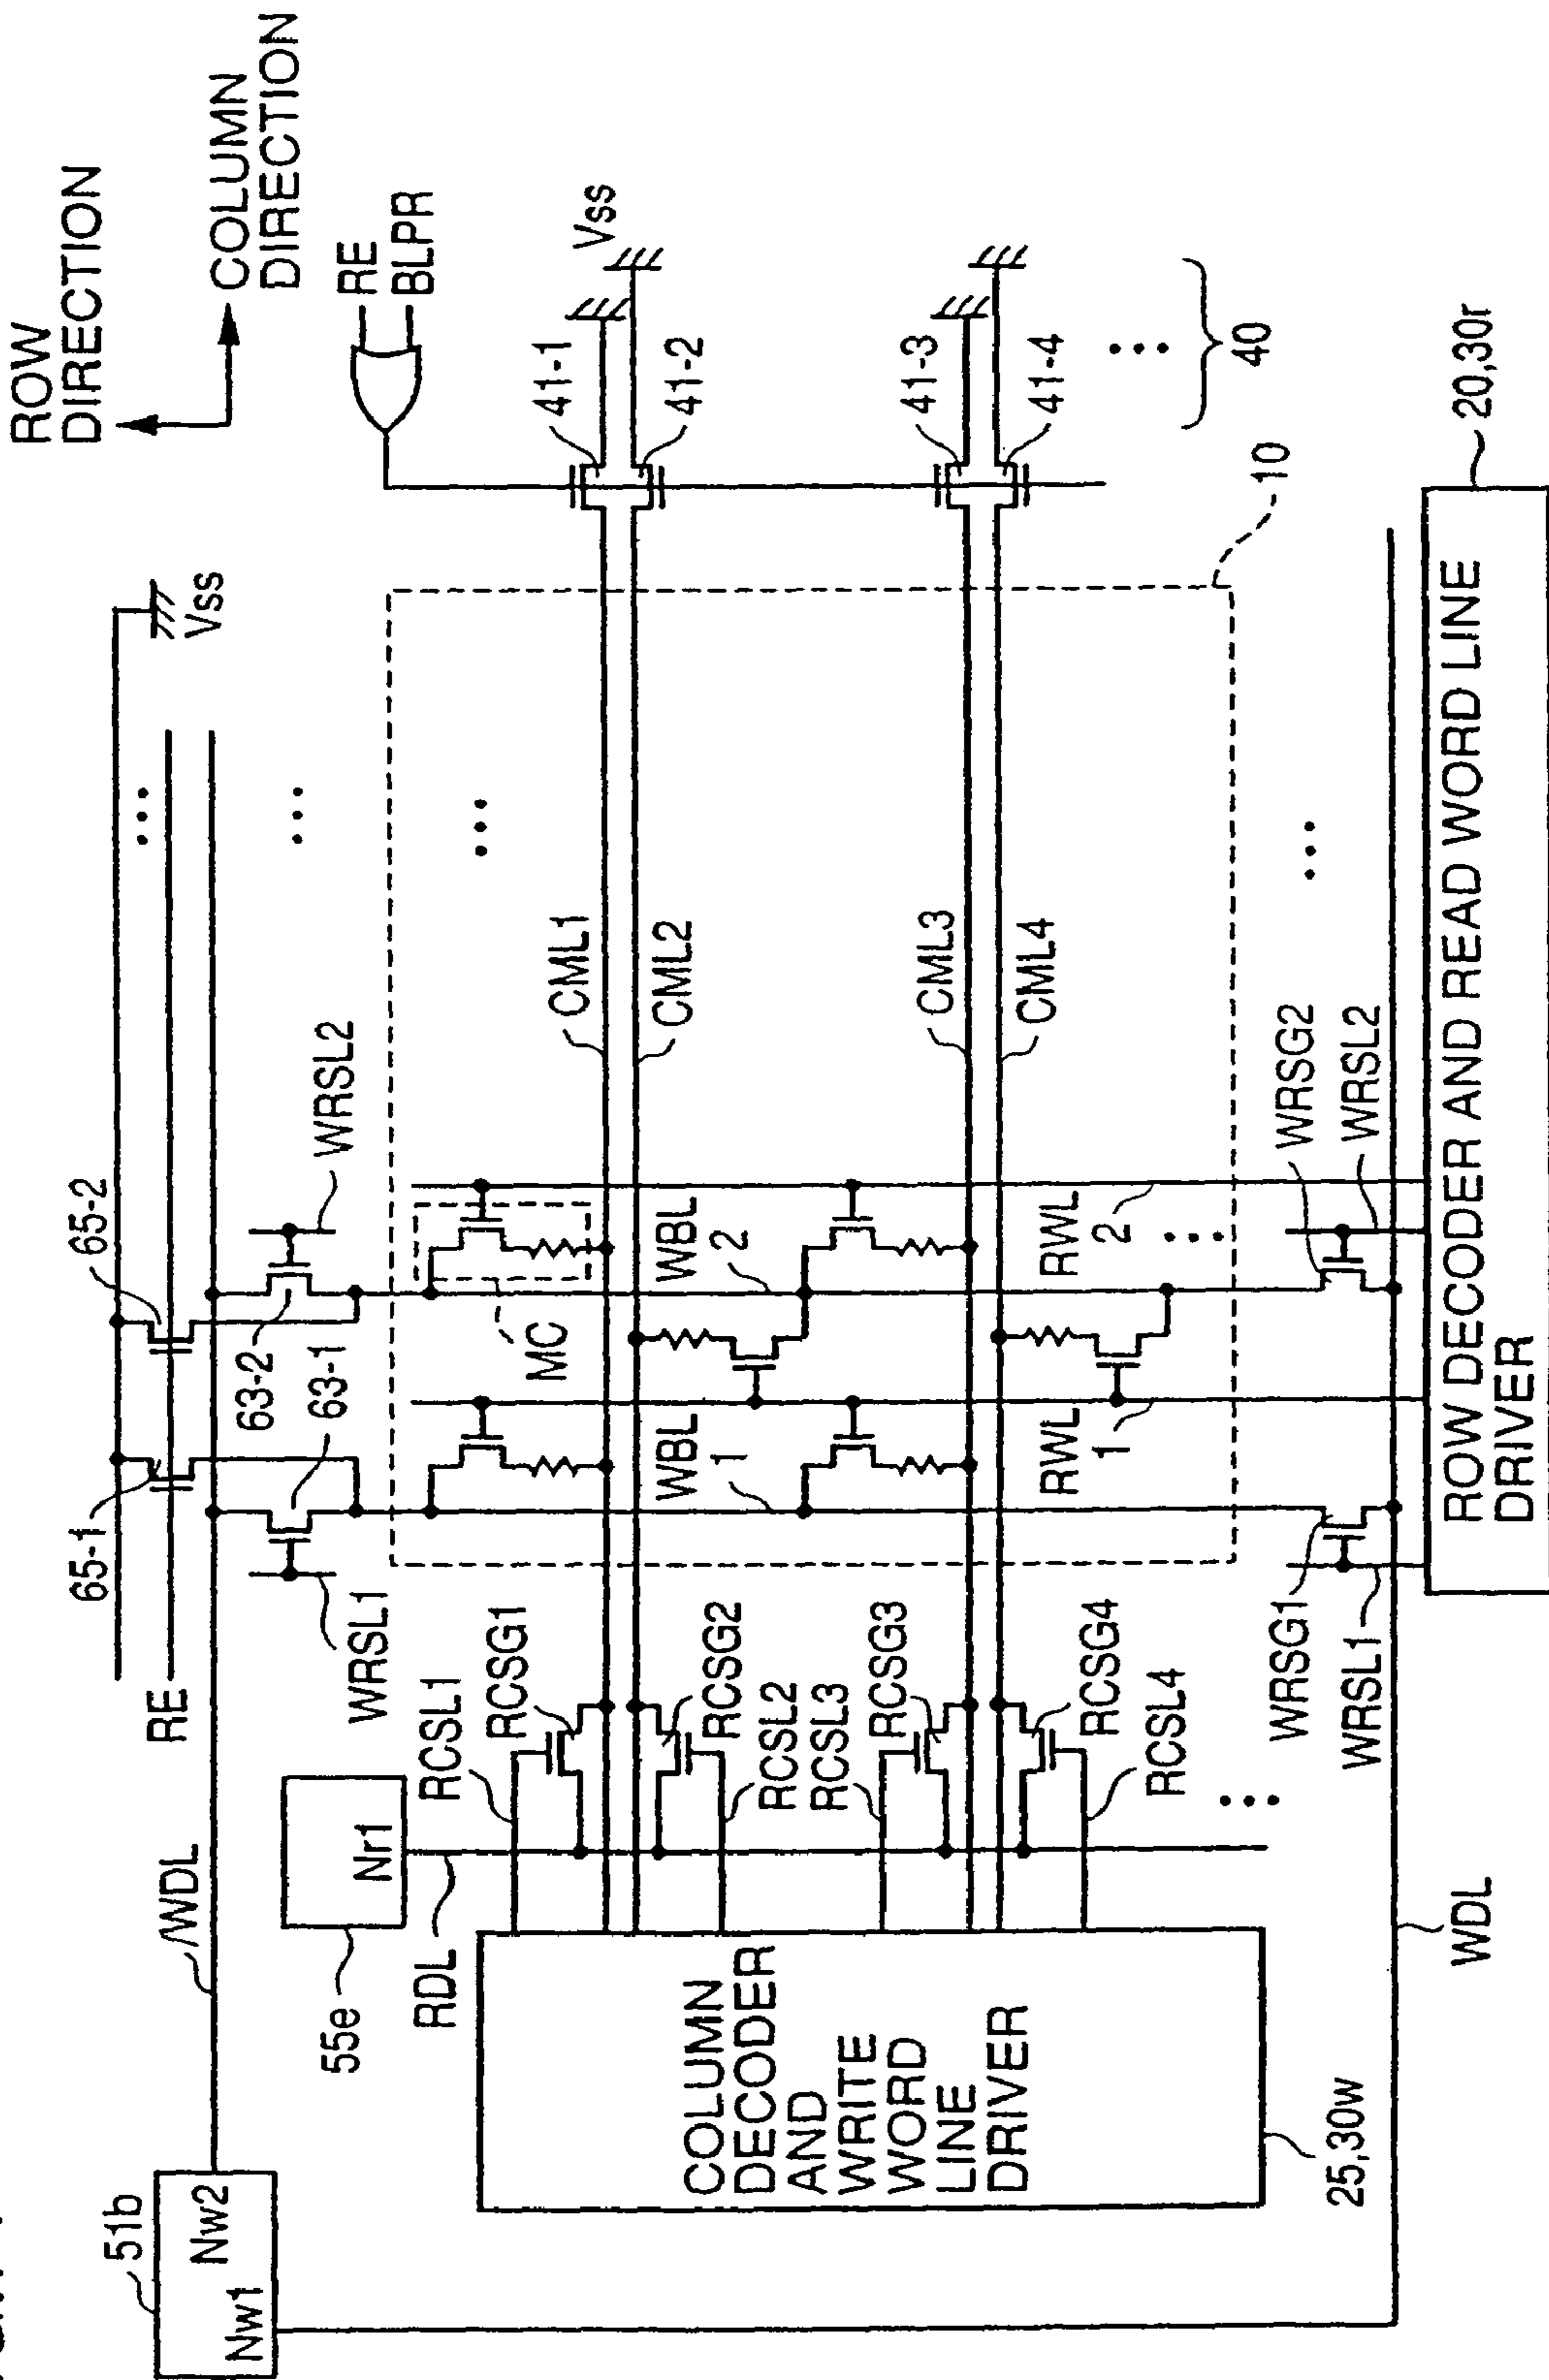 ROW
DIRECTION
COLUMN
DIRECTION
51b
Nw2
Nw1
/WDL
RE
65-1
65-2
Vss
63-2
63-1
WRSL1
WRSL2
RE
BLPR
55e
Nr1
RDL
RCSL1
RCSG1
RCSG2
RCSL2
RCSL3
RCSG3
RCSG4
RCSL4
MC
CML1
CML2
CML3
CML4
WBL
1
WBL
2
RWL
1
RWL
2
41-1
41-2
41-3
41-4
Vss
40
10
COLUMN
DECODER
AND
WRITE
WORD
LINE
DRIVER
25,30w
WRSG1
WRSL1
WRSG2
WRSL2
WDL
ROW DECODER AND READ WORD LINE
DRIVER
20,30r